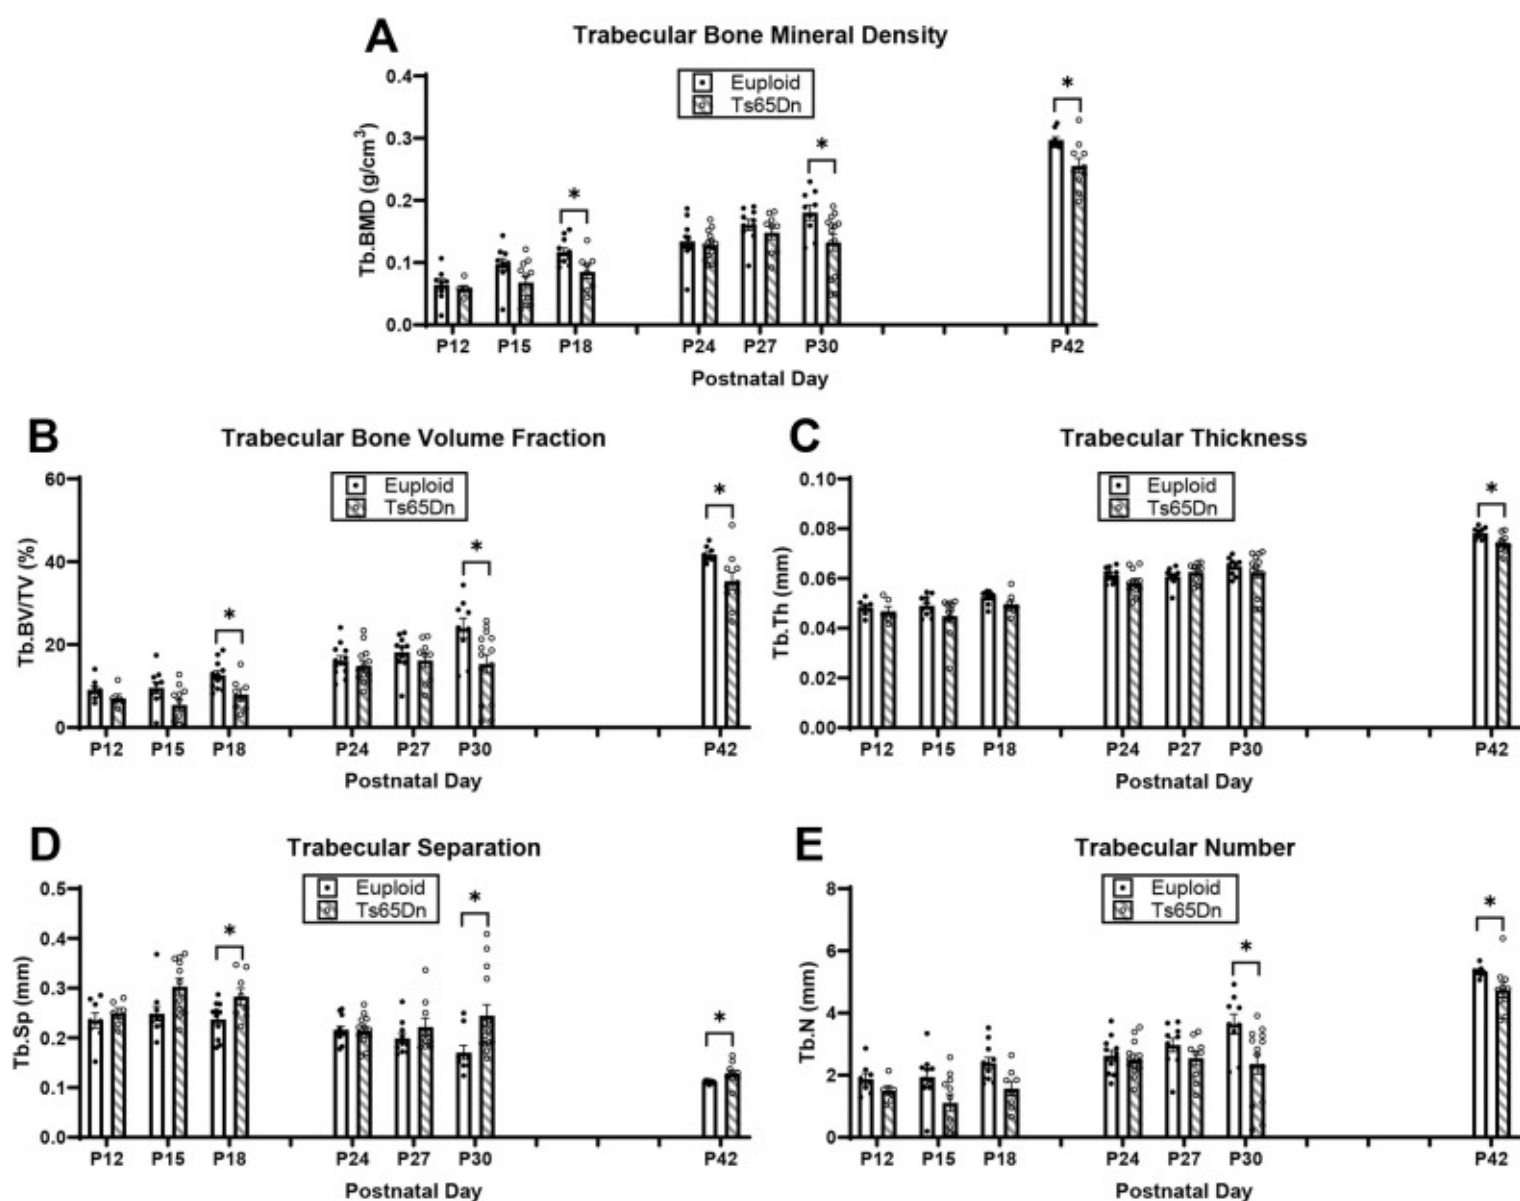 A
Trabecular Bone Mineral Density
Euploid
Ts65Dn
Tb.BMD (g/cm³)
0.4
0.3
0.2
0.1
0.0
* * *
P12 P15 P18 P24 P27 P30 P42
Postnatal Day
B
Trabecular Bone Volume Fraction
Euploid
Ts65Dn
Tb.BV/TV (%)
60
40
20
0
* * *
P12 P15 P18 P24 P27 P30 P42
Postnatal Day
C
Trabecular Thickness
Euploid
Ts65Dn
Tb.Th (mm)
0.10
0.08
0.06
0.04
0.02
0.00
*
P12 P15 P18 P24 P27 P30 P42
Postnatal Day
D
Trabecular Separation
Euploid
Ts65Dn
Tb.Sp (mm)
0.5
0.4
0.3
0.2
0.1
0.0
* * *
P12 P15 P18 P24 P27 P30 P42
Postnatal Day
E
Trabecular Number
Euploid
Ts65Dn
Tb.N (mm)
8
6
4
2
0
* *
P12 P15 P18 P24 P27 P30 P42
Postnatal Day